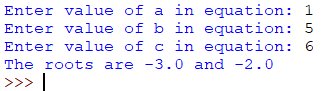 Enter value of a in equation: 1
Enter value of b in equation: 5
Enter value of c in equation: 6
The roots are -3.0 and -2.0
>>>